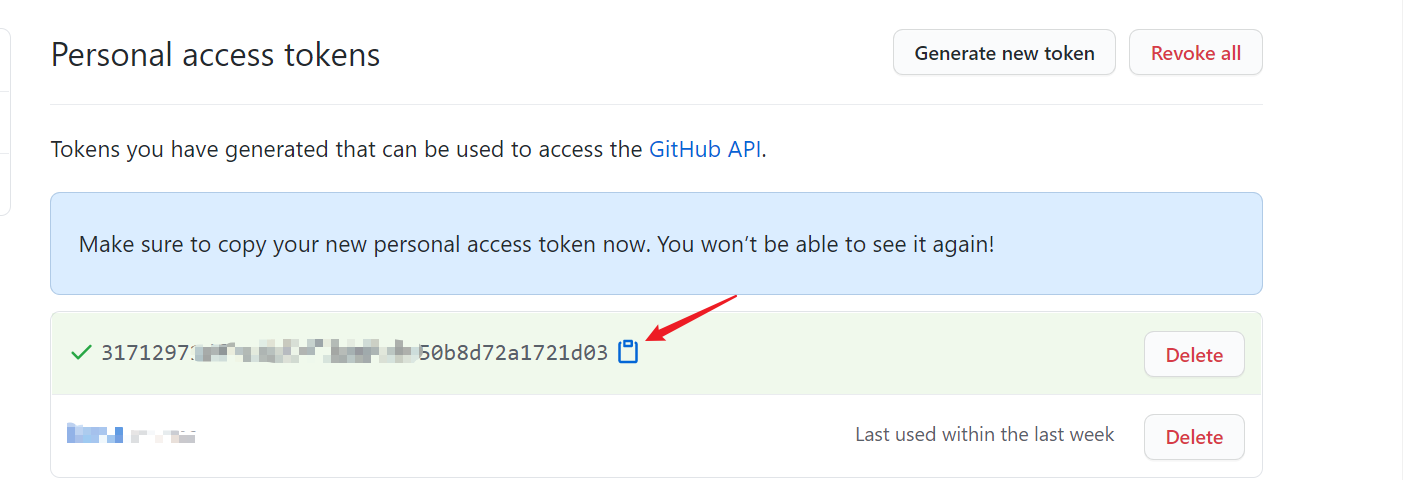 Personal access tokens
Generate new token
Revoke all
Tokens you have generated that can be used to access the GitHub API.
Make sure to copy your new personal access token now. You won’t be able to see it again!
3171297
50b8d72a1721d03
Delete
Last used within the last week
Delete